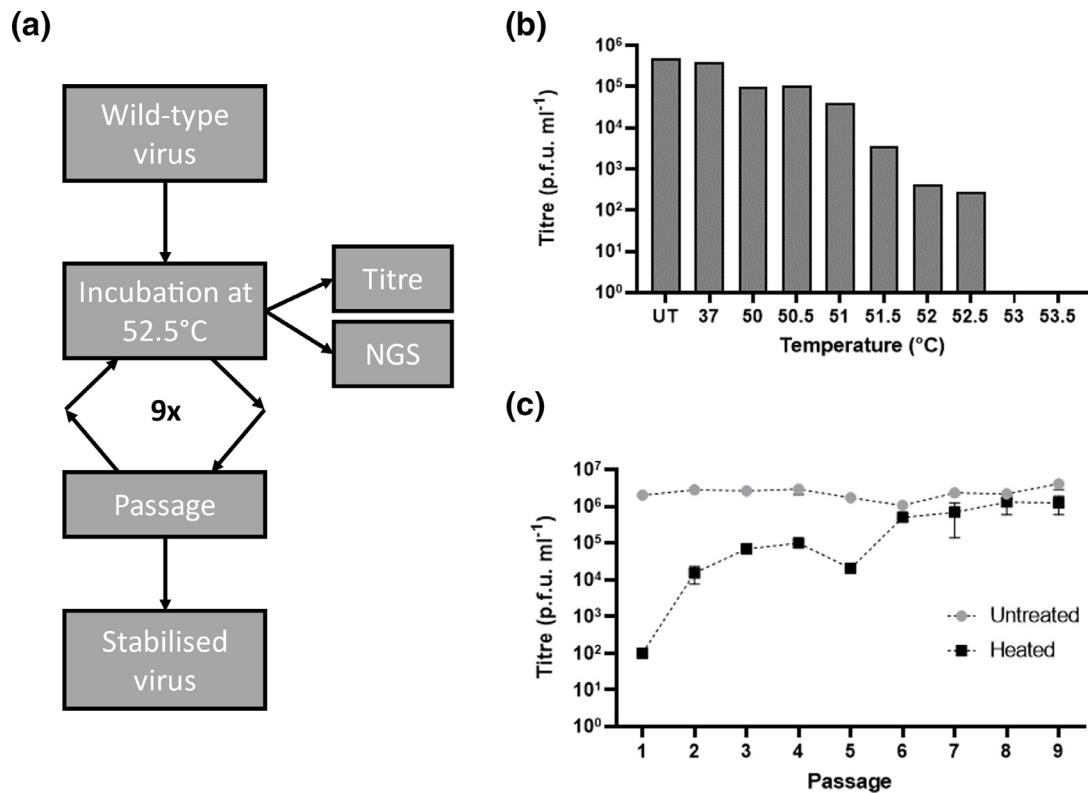 (a)
Wild-type
virus
Incubation at
52.5°C
Titre
NGS
9x
Passage
Stabilised
virus
(b)
Titre (p.f.u. ml⁻¹)
10⁶
10⁵
10⁴
10³
10²
10¹
10⁰
UT 37 50 50.5 51 51.5 52 52.5 53 53.5
Temperature (°C)
(c)
Titre (p.f.u. ml⁻¹)
10⁷
10⁶
10⁵
10⁴
10³
10²
10¹
10⁰
Untreated
Heated
1 2 3 4 5 6 7 8 9
Passage